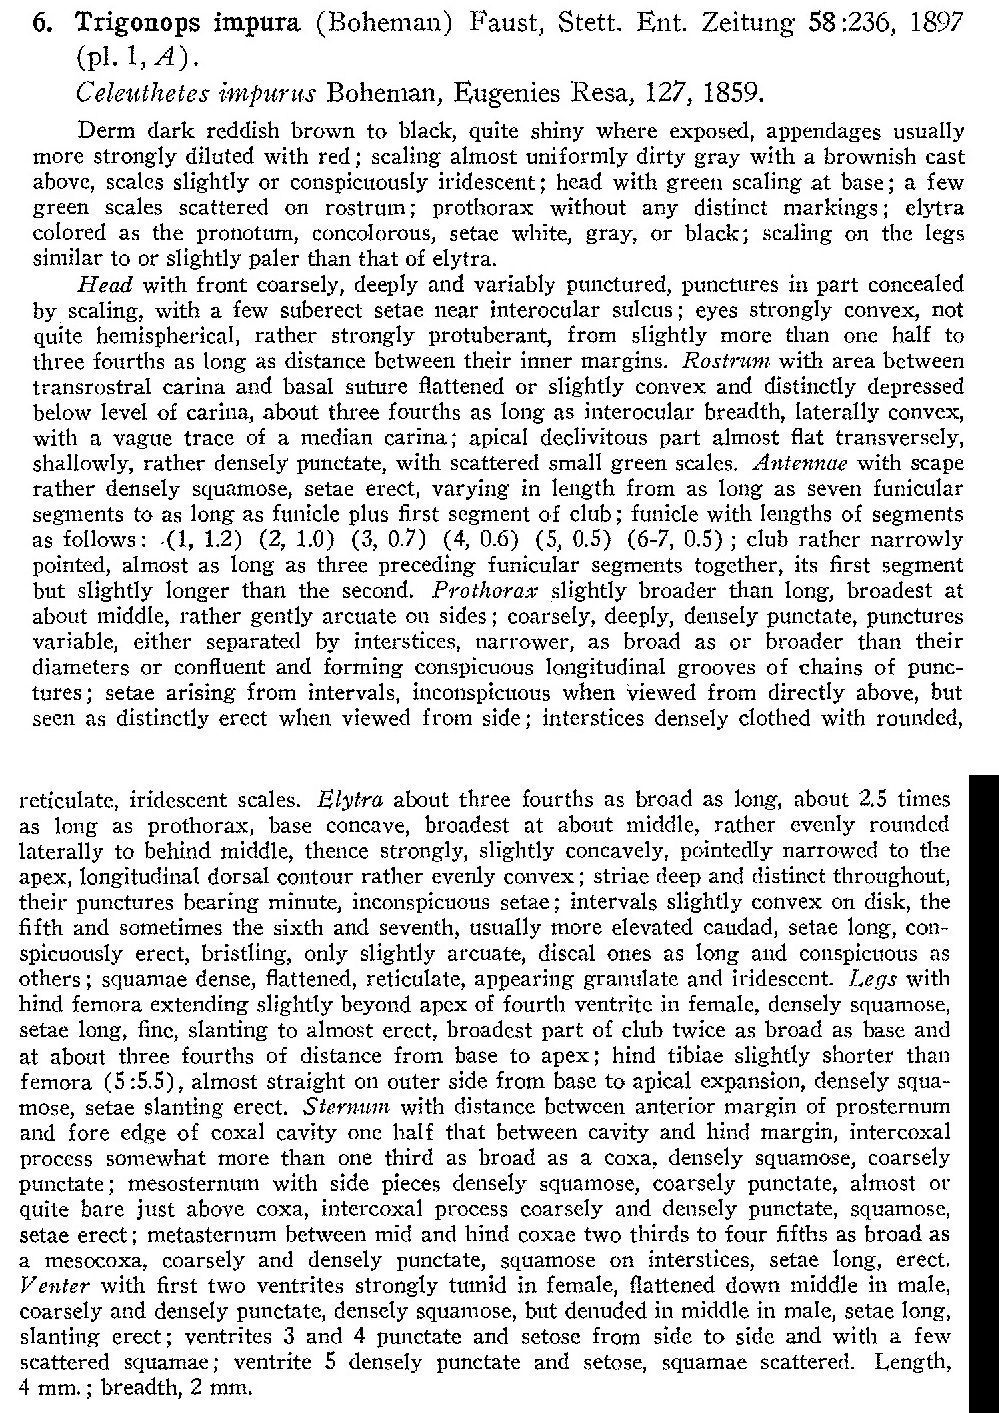 6. Trigonops impura (Boheman) Faust, Stett. Ent. Zeitung 58:236, 1897
(pl. 1, A).
Celeuthetes impurus Boheman, Eugenies Resa, 127, 1859.
Derm dark reddish brown to black, quite shiny where exposed, appendages usually
more strongly diluted with red; scaling almost uniformly dirty gray with a brownish cast
above, scales slightly or conspicuously iridescent; head with green scaling at base; a few
green scales scattered on rostrum; prothorax without any distinct markings; elytra
colored as the pronotum, concolorous, setae white, gray, or black; scaling on the legs
similar to or slightly paler than that of elytra.
Head with front coarsely, deeply and variably punctured, punctures in part concealed
by scaling, with a few suberect setae near interocular sulcus; eyes strongly convex, not
quite hemispherical, rather strongly protuberant, from slightly more than one half to
three fourths as long as distance between their inner margins. Rostrum with area between
transrostral carina and basal suture flattened or slightly convex and distinctly depressed
below level of carina, about three fourths as long as interocular breadth, laterally convex,
with a vague trace of a median carina; apical declivitous part almost flat transversely,
shallowly, rather densely punctate, with scattered small green scales. Antennae with scape
rather densely squamose, setae erect, varying in length from as long as seven funicular
segments to as long as funicle plus first segment of club; funicle with lengths of segments
as follows: (1, 1.2) (2, 1.0) (3, 0.7) (4, 0.6) (5, 0.5) (6-7, 0.5); club rather narrowly
pointed, almost as long as three preceding funicular segments together, its first segment
but slightly longer than the second. Prothorax slightly broader than long, broadest at
about middle, rather gently arcuate on sides; coarsely, deeply, densely punctate, punctures
variable, either separated by interstices, narrower, as broad as or broader than their
diameters or confluent and forming conspicuous longitudinal grooves of chains of punc-
tures; setae arising from intervals, inconspicuous when viewed from directly above, but
seen as distinctly erect when viewed from side; interstices densely clothed with rounded,
reticulate, iridescent scales. Elytra about three fourths as broad as long, about 2.5 times
as long as prothorax, base concave, broadest at about middle, rather evenly rounded
laterally to behind middle, thence strongly, slightly concavely, pointedly narrowed to the
apex, longitudinal dorsal contour rather evenly convex; striae deep and distinct throughout,
their punctures bearing minute, inconspicuous setae; intervals slightly convex on disk, the
fifth and sometimes the sixth and seventh, usually more elevated caudad, setae long, con-
spicuously erect, bristling, only slightly arcuate, discal ones as long and conspicuous as
others; squamae dense, flattened, reticulate, appearing granulate and iridescent. Legs with
hind femora extending slightly beyond apex of fourth ventrite in female, densely squamose,
setae long, fine, slanting to almost erect, broadest part of club twice as broad as base and
at about three fourths of distance from base to apex; hind tibiae slightly shorter than
femora (5:5.5), almost straight on outer side from base to apical expansion, densely squa-
mose, setae slanting erect. Sternum with distance between anterior margin of prosternum
and fore edge of coxal cavity one half that between cavity and hind margin, intercoxal
process somewhat more than one third as broad as a coxa, densely squamose, coarsely
punctate; mesosternum with side pieces densely squamose, coarsely punctate, almost or
quite bare just above coxa, intercoxal process coarsely and densely punctate, squamose,
setae erect; metasternum between mid and hind coxae two thirds to four fifths as broad as
a mesocoxa, coarsely and densely punctate, squamose on interstices, setae long, erect.
Venter with first two ventrites strongly tumid in female, flattened down middle in male,
coarsely and densely punctate, densely squamose, but denuded in middle in male, setae long,
slanting erect; ventrites 3 and 4 punctate and setose from side to side and with a few
scattered squamae; ventrite 5 densely punctate and setose, squamae scattered. Length,
4 mm.; breadth, 2 mm.